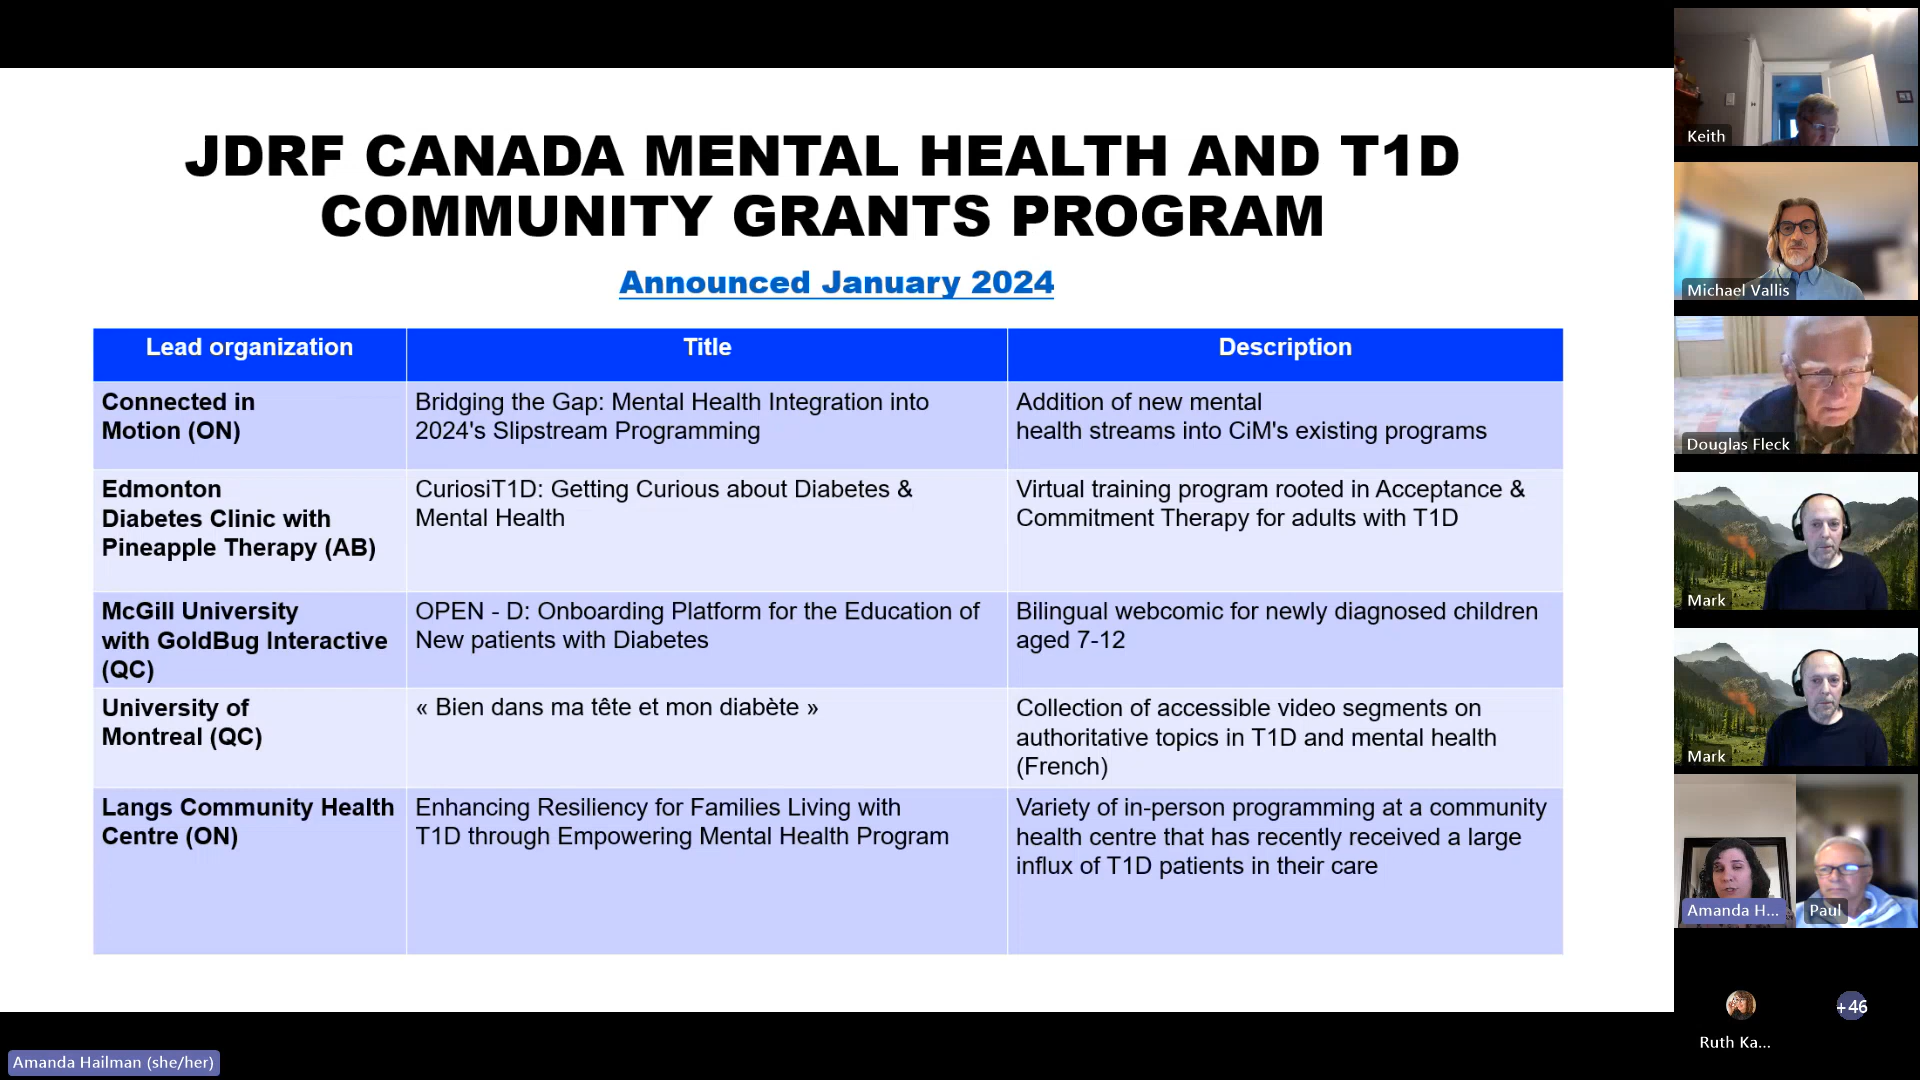 JDRF CANADA MENTAL HEALTH AND T1D
COMMUNITY GRANTS PROGRAM
Announced January 2024
Lead organization
Title
Description
Connected in
Motion (ON)
Bridging the Gap: Mental Health Integration into
2024's Slipstream Programming
Addition of new mental
health streams into CiM's existing programs
Edmonton
Diabetes Clinic with
Pineapple Therapy (AB)
CuriosiT1D: Getting Curious about Diabetes &
Mental Health
Virtual training program rooted in Acceptance &
Commitment Therapy for adults with T1D
McGill University
with GoldBug Interactive
(QC)
OPEN - D: Onboarding Platform for the Education of
New patients with Diabetes
Bilingual webcomic for newly diagnosed children
aged 7-12
University of
Montreal (QC)
« Bien dans ma tête et mon diabète »
Collection of accessible video segments on
authoritative topics in T1D and mental health
(French)
Langs Community Health
Centre (ON)
Enhancing Resiliency for Families Living with
T1D through Empowering Mental Health Program
Variety of in-person programming at a community
health centre that has recently received a large
influx of T1D patients in their care
Keith
Michael Vallis
Douglas Fleck
Mark
Mark
Amanda H...
Paul
+46
Ruth Ka...
Amanda Hailman (she/her)